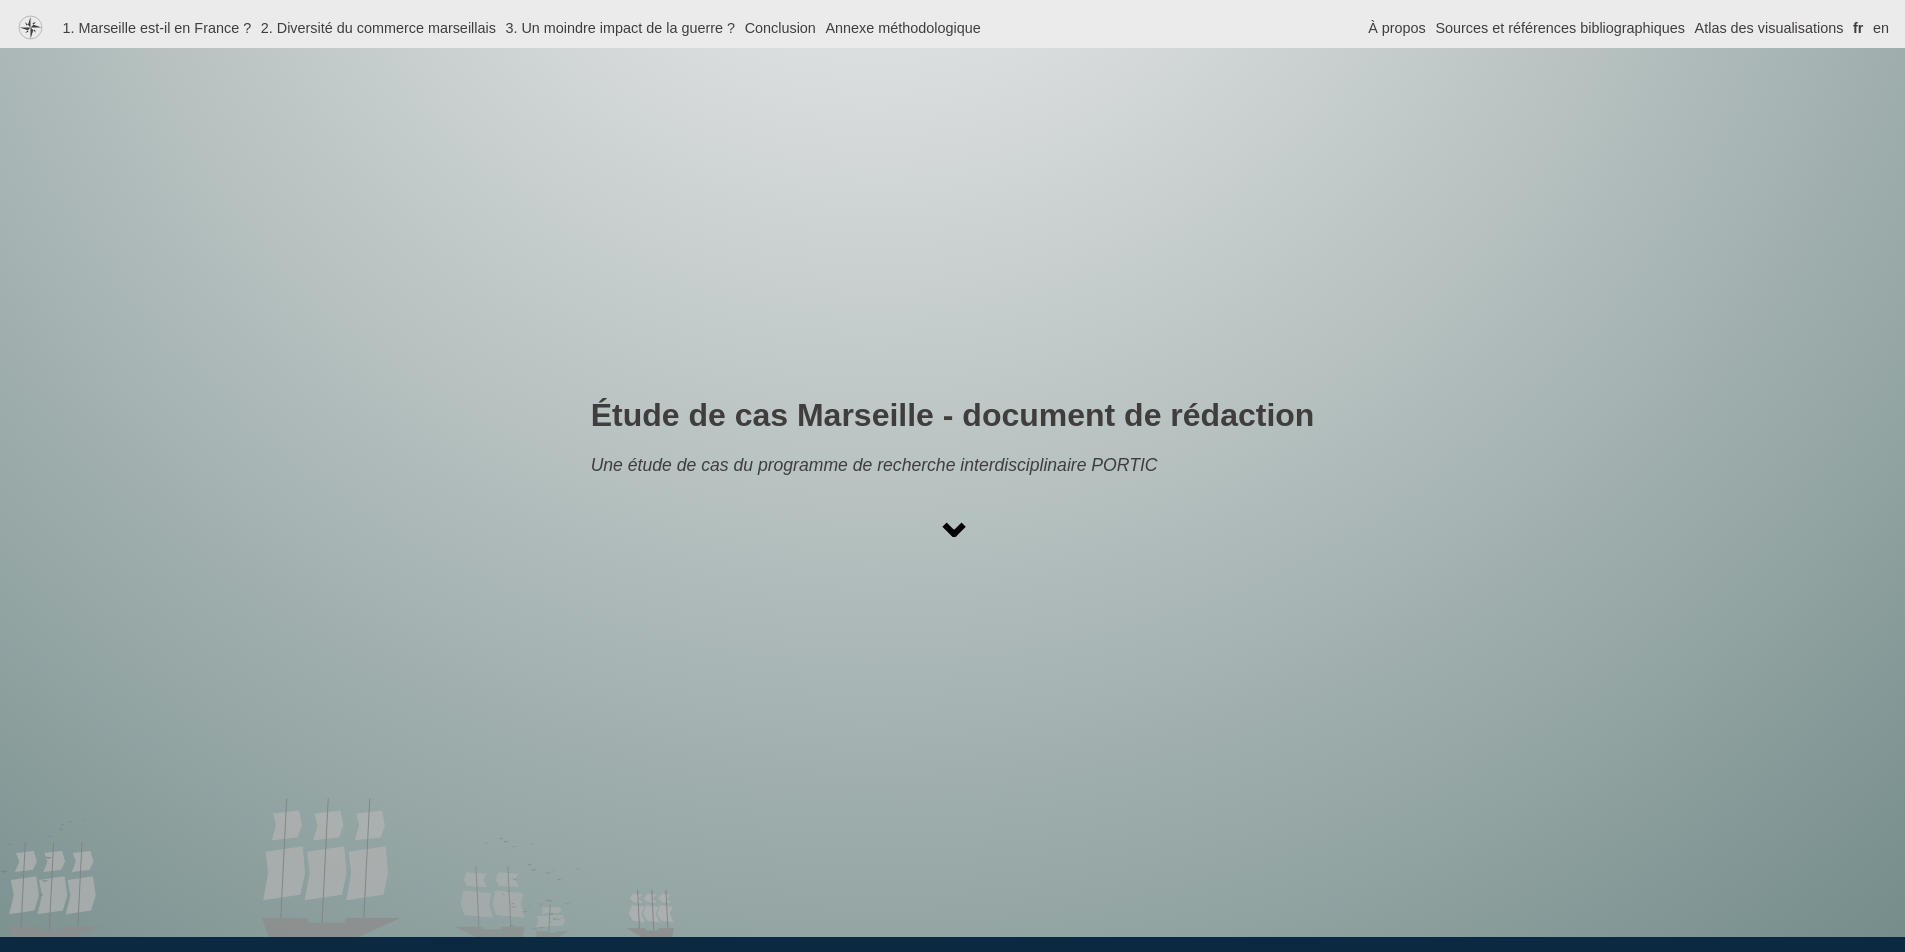 1. Marseille est-il en France ? 2. Diversité du commerce marseillais 3. Un moindre impact de la guerre ? Conclusion Annexe méthodologique À propos Sources et références bibliographiques Atlas des visualisations fr en
Étude de cas Marseille - document de rédaction
Une étude de cas du programme de recherche interdisciplinaire PORTIC